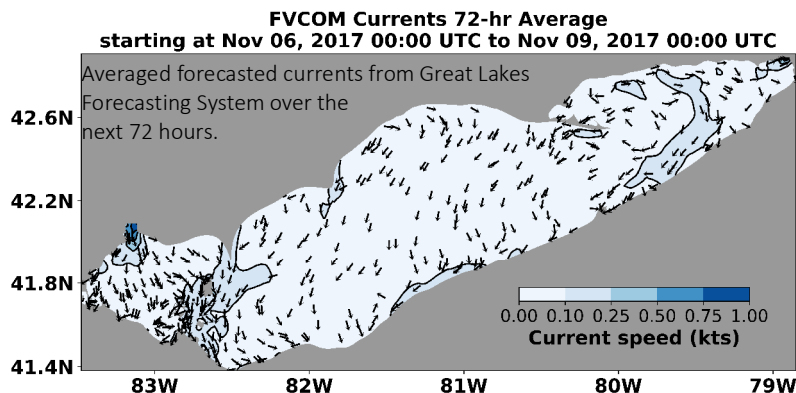 FVCOM Currents 72-hr Average
starting at Nov 06, 2017 00:00 UTC to Nov 09, 2017 00:00 UTC
Averaged forecasted currents from Great Lakes
Forecasting System over the
next 72 hours.
42.6N
42.2N
41.8N
41.4N
0.00 0.10 0.25 0.50 0.75 1.00
Current speed (kts)
83W 82W 81W 80W 79W